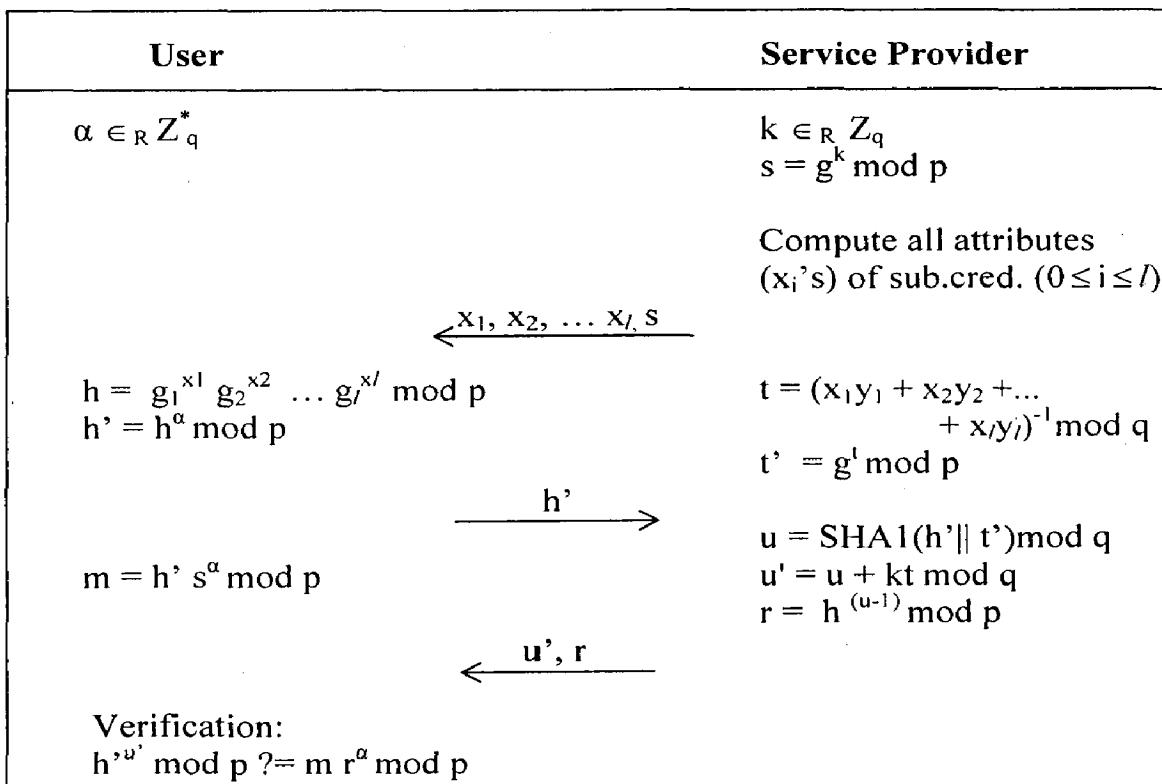 User Service Provider
α ∈ R Z*q k ∈ R Zq
s = g^k mod p
Compute all attributes
(xi's) of sub.cred. (0 ≤ i ≤ l)
x1, x2, … xl, s
h = g1^x1 g2^x2 … gl^xl mod p t = (x1y1 + x2y2 +...
h' = h^α mod p + xlyl)^-1 mod q
t' = g^t mod p
h'
u = SHA1(h'|| t')mod q
m = h' s^α mod p u' = u + kt mod q
r = h^(u-1) mod p
u', r
Verification:
h'^u' mod p ?= m r^α mod p